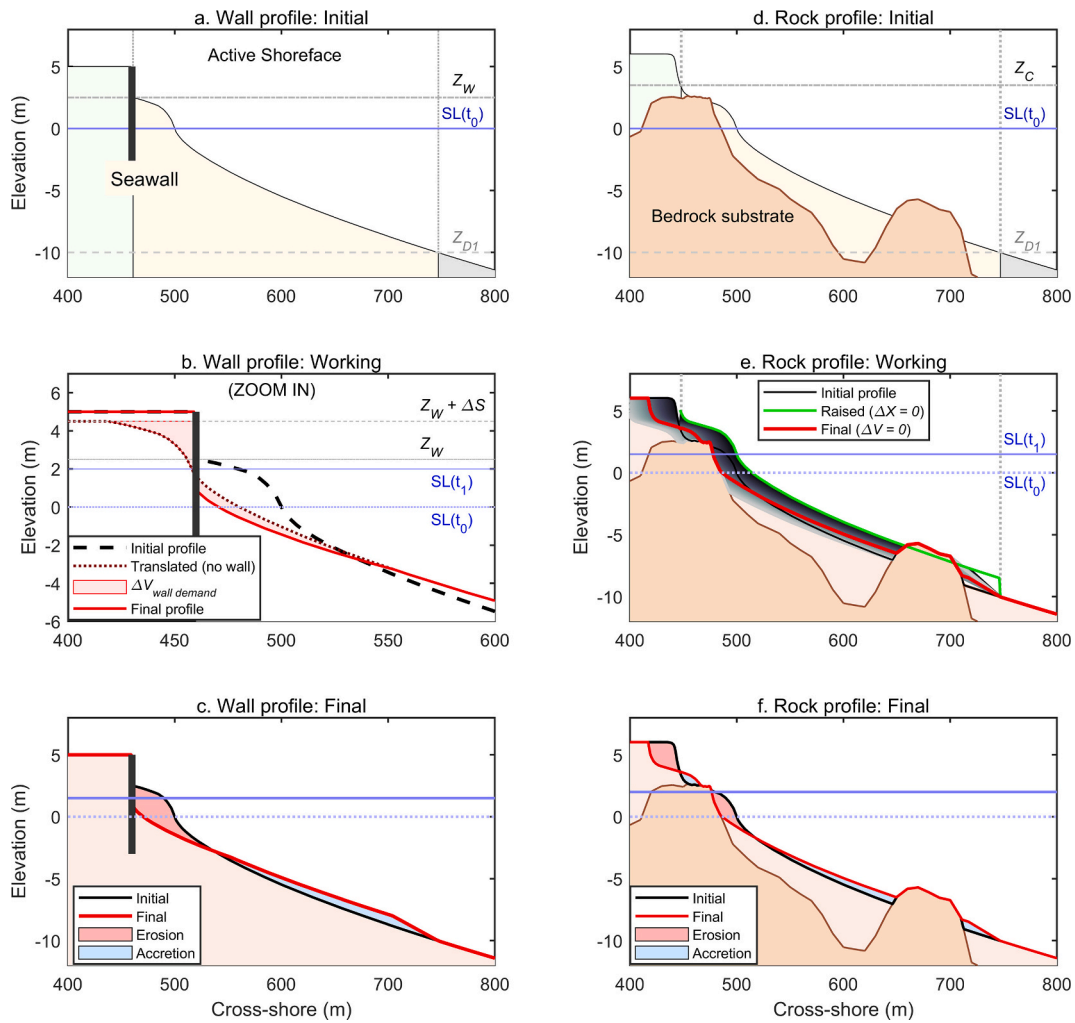 a. Wall profile: Initial
Active Shoreface
Z_W
SL(t_0)
Seawall
Z_D1
Elevation (m)
5
0
-5
-10
400
500
600
700
800
d. Rock profile: Initial
Z_C
SL(t_0)
Bedrock substrate
Z_D1
5
0
-5
-10
400
500
600
700
800
b. Wall profile: Working
(ZOOM IN)
Z_W + ΔS
Z_W
SL(t_1)
SL(t_0)
Initial profile
Translated (no wall)
ΔV_wall demand
Final profile
Elevation (m)
6
4
2
0
-2
-4
-6
400
450
500
550
600
e. Rock profile: Working
Initial profile
Raised (ΔX = 0)
Final (ΔV = 0)
SL(t_1)
SL(t_0)
Elevation (m)
5
0
-5
-10
400
500
600
700
800
c. Wall profile: Final
Initial
Final
Erosion
Accretion
Elevation (m)
5
0
-5
-10
400
500
600
700
800
Cross-shore (m)
f. Rock profile: Final
Initial
Final
Erosion
Accretion
Elevation (m)
5
0
-5
-10
400
500
600
700
800
Cross-shore (m)